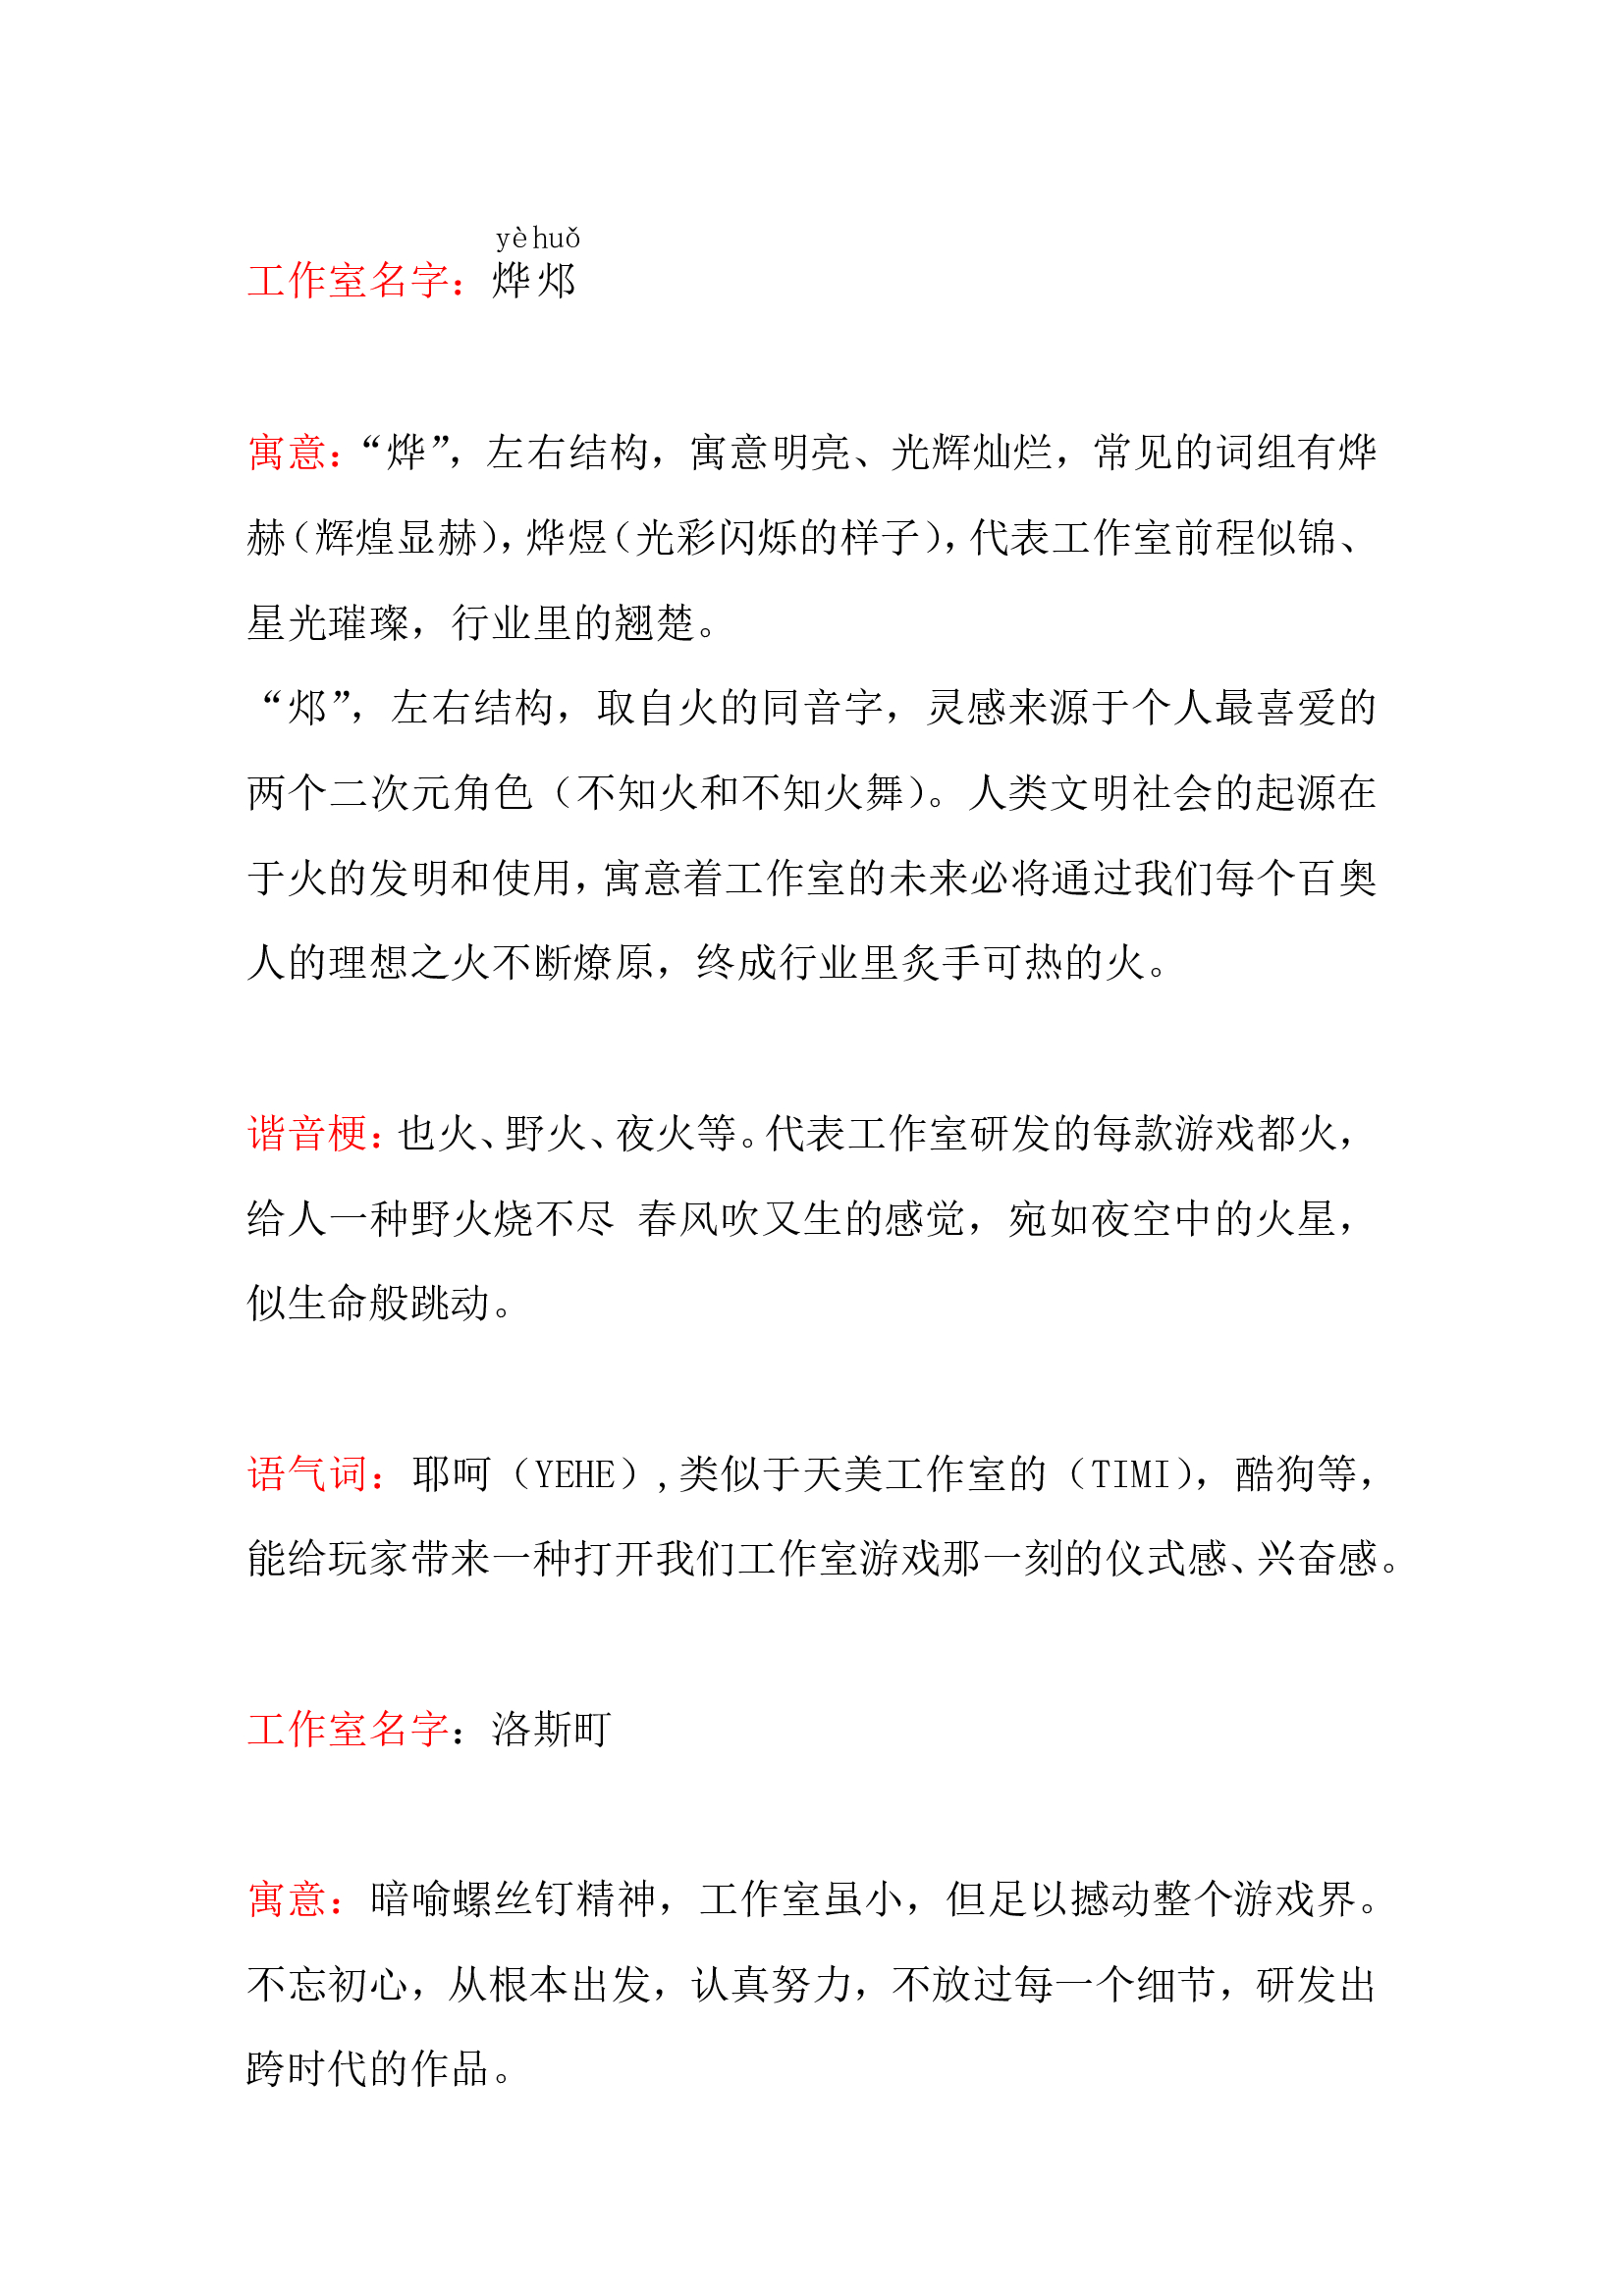 yèhuǒ
工作室名字：烨邩
寓意：“烨”，左右结构，寓意明亮、光辉灿烂，常见的词组有烨
赫（辉煌显赫），烨煜（光彩闪烁的样子），代表工作室前程似锦、
星光璀璨，行业里的翘楚。
“邩”，左右结构，取自火的同音字，灵感来源于个人最喜爱的
两个二次元角色（不知火和不知火舞）。人类文明社会的起源在
于火的发明和使用，寓意着工作室的未来必将通过我们每个百奥
人的理想之火不断燎原，终成行业里炙手可热的火。
谐音梗：也火、野火、夜火等。代表工作室研发的每款游戏都火，
给人一种野火烧不尽 春风吹又生的感觉，宛如夜空中的火星，
似生命般跳动。
语气词：耶呵（YEHE）,类似于天美工作室的（TIMI），酷狗等，
能给玩家带来一种打开我们工作室游戏那一刻的仪式感、兴奋感。
工作室名字：洛斯町
寓意：暗喻螺丝钉精神，工作室虽小，但足以撼动整个游戏界。
不忘初心，从根本出发，认真努力，不放过每一个细节，研发出
跨时代的作品。